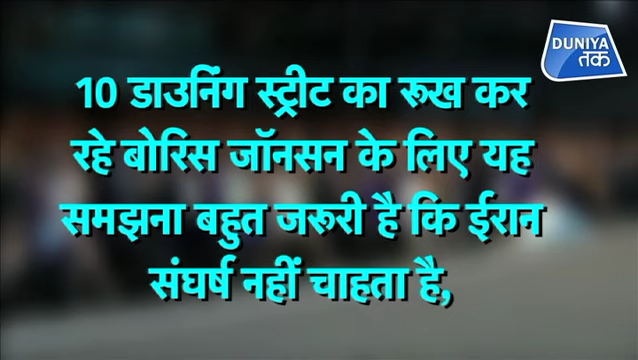 DUNIYA
तक
10 डाउनिंग स्ट्रीट का रूख कर
रहे बोरिस जॉनसन के लिए यह
समझना बहुत जरूरी है कि ईरान
संघर्ष नहीं चाहता है,